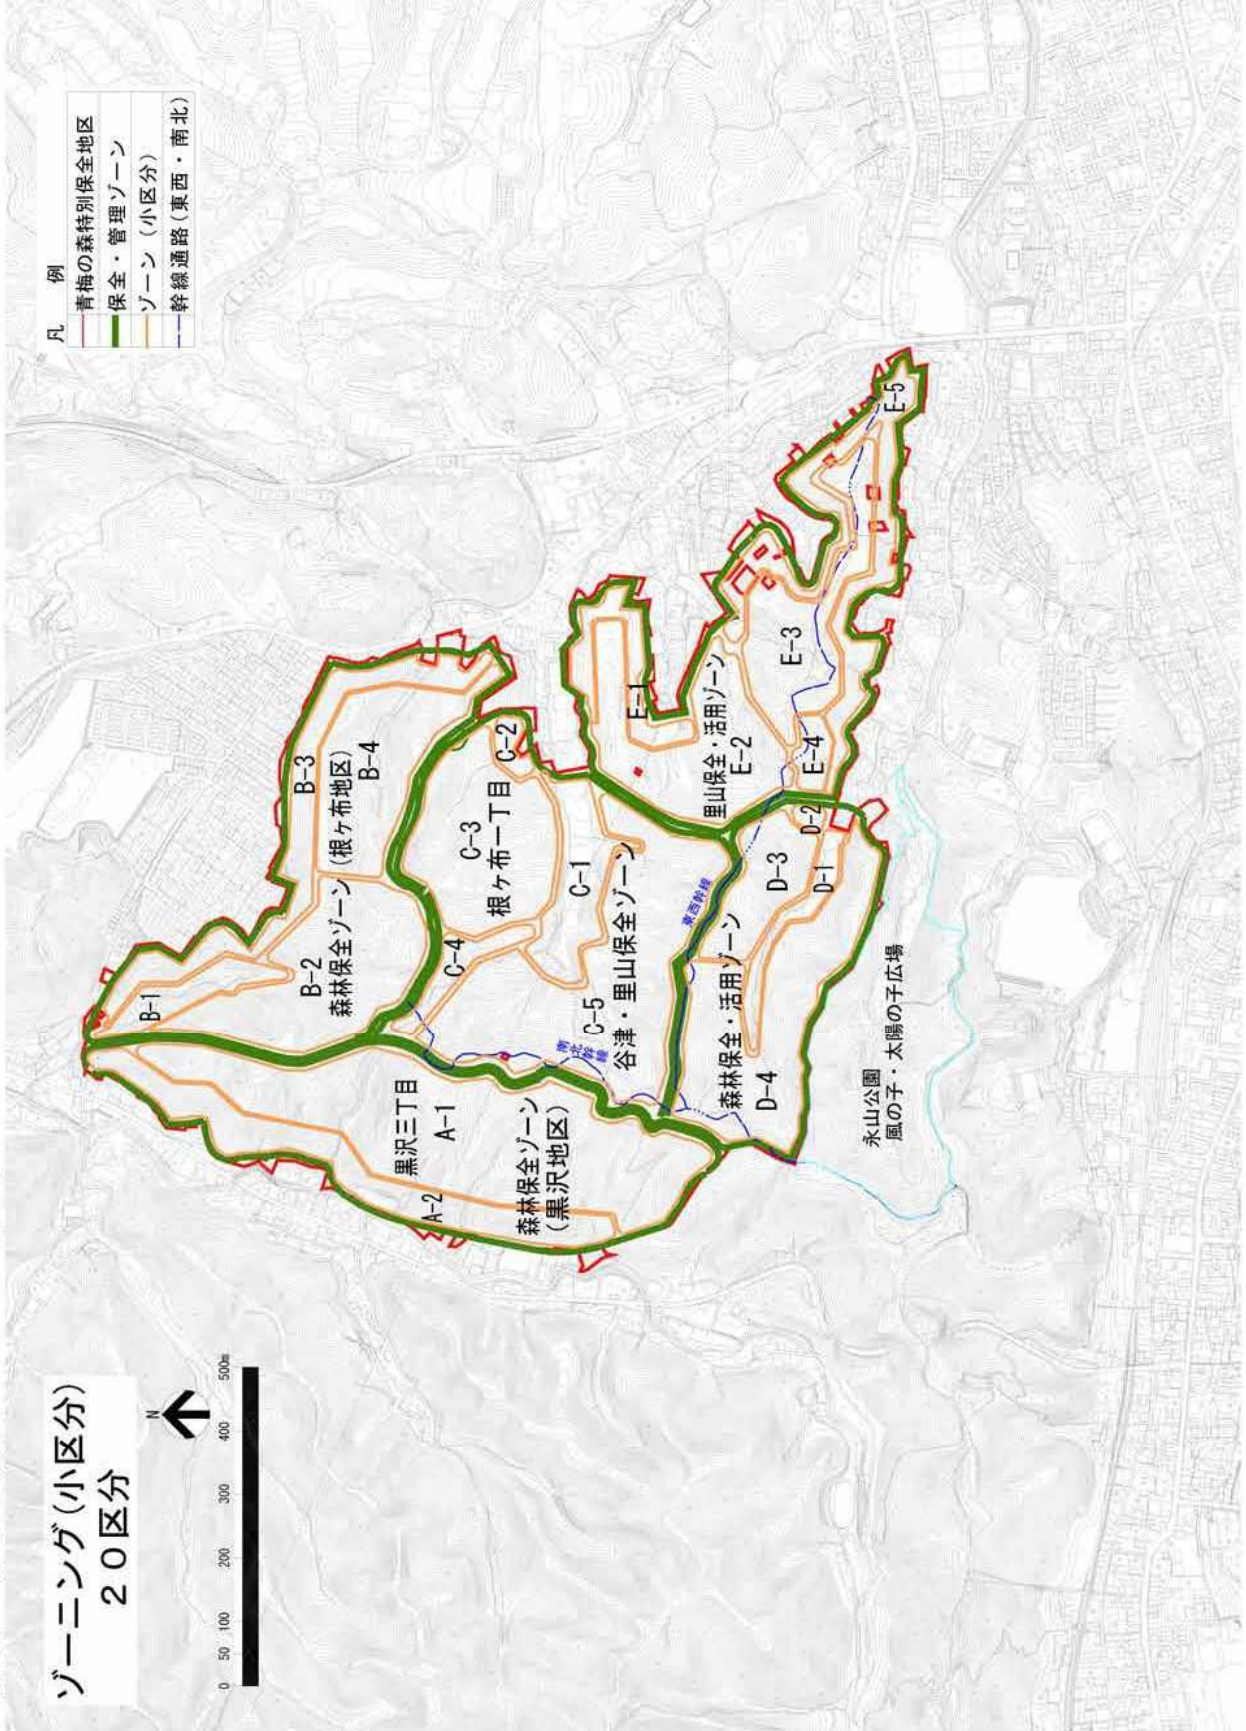 ゾーニング(小区分)
20区分
N
0 50 100 200 300 400 500m
凡 例
青梅の森特別保全地区
保全・管理ゾーン
ゾーン(小区分)
幹線通路(東西・南北)
B-1
B-2
森林保全ゾーン(根ヶ布地区)
B-3
B-4
黒沢三丁目
A-1
A-2
森林保全ゾーン
(黒沢地区)
C-4
C-3
根ヶ布一丁目
C-2
C-1
C-5
谷津・里山保全ゾーン
南北幹線
東西幹線
E-1
里山保全・活用ゾーン
E-2
E-3
E-4
E-5
D-2
D-3
D-1
森林保全・活用ゾーン
D-4
永山公園
風の子・太陽の子広場